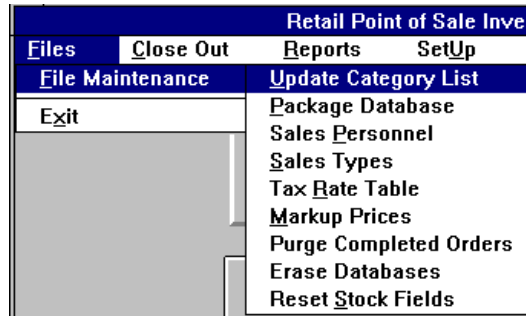 Retail Point of Sale Inve
Files Close Out Reports SetUp
File Maintenance
Exit
Update Category List
Package Database
Sales Personnel
Sales Types
Tax Rate Table
Markup Prices
Purge Completed Orders
Erase Databases
Reset Stock Fields